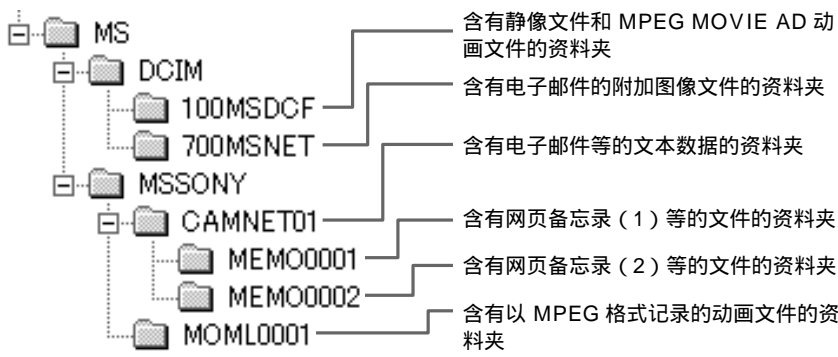 MS
含有静像文件和 MPEG MOVIE AD 动
画文件的资料夹
DCIM
100MSDCF
含有电子邮件的附加图像文件的资料夹
700MSNET
含有电子邮件等的文本数据的资料夹
MSSONY
CAMNET01
含有网页备忘录（1）等的文件的资料夹
MEMO0001
含有网页备忘录（2）等的文件的资料夹
MEMO0002
含有以 MPEG 格式记录的动画文件的资
料夹
MOML0001